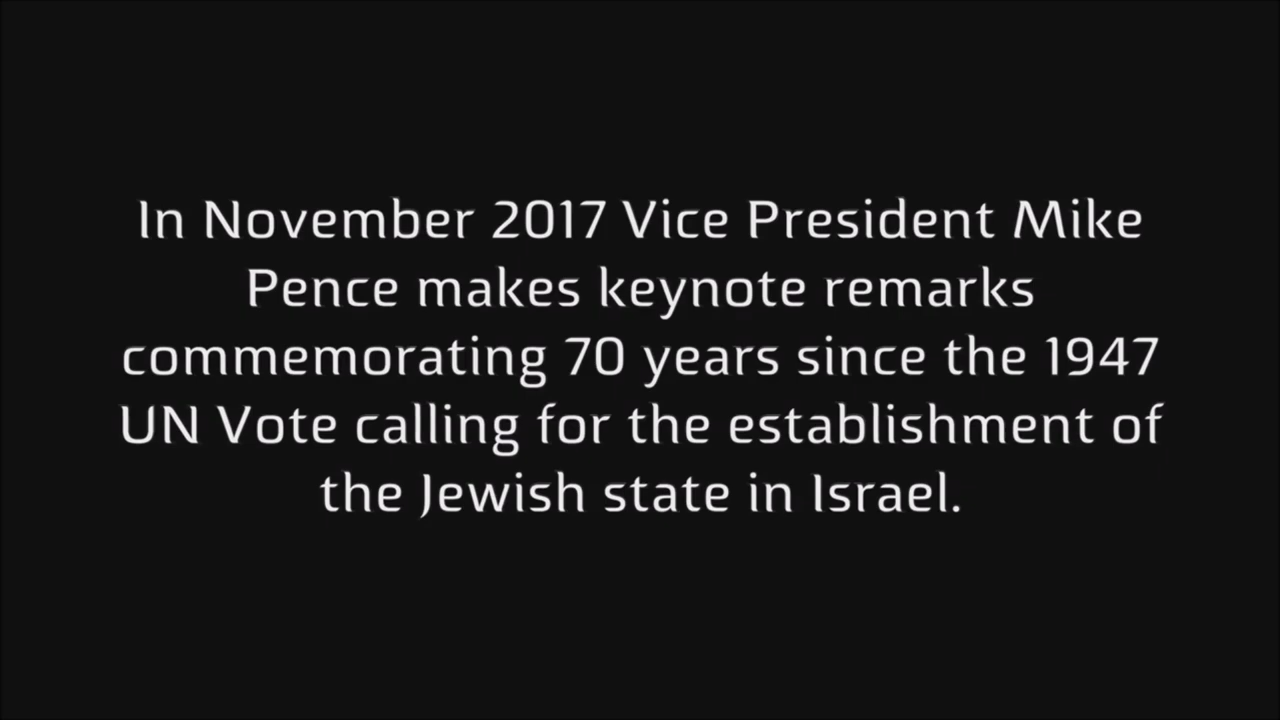 In November 2017 Vice President Mike
Pence makes keynote remarks
commemorating 70 years since the 1947
UN Vote calling for the establishment of
the Jewish state in Israel.